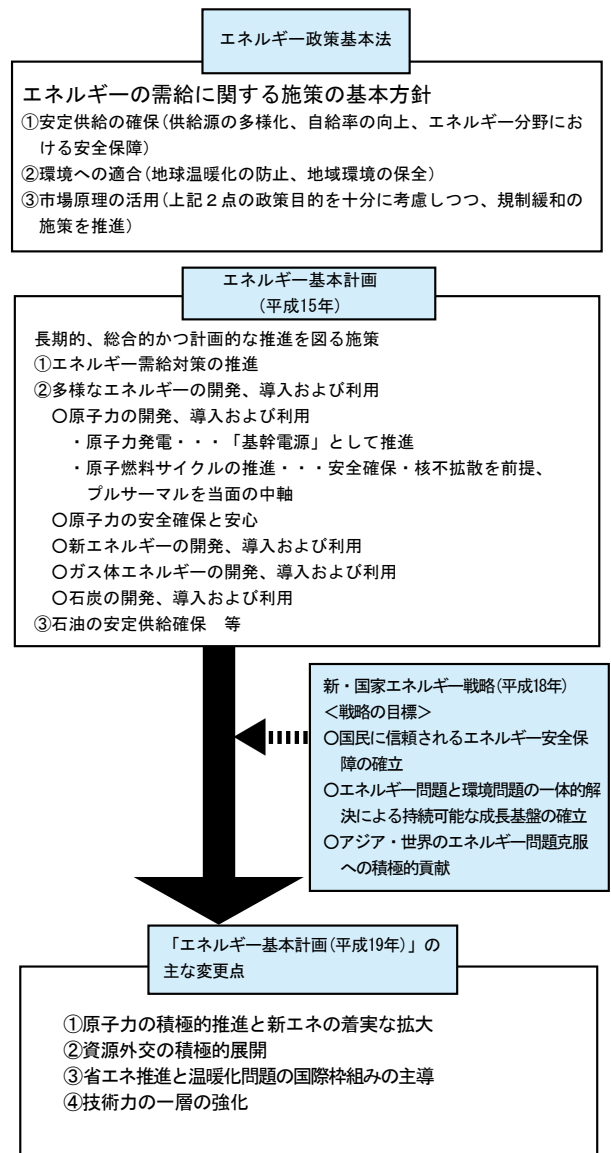 エネルギー政策基本法
エネルギーの需給に関する施策の基本方針
①安定供給の確保(供給源の多様化、自給率の向上、エネルギー分野にお
ける安全保障)
②環境への適合(地球温暖化の防止、地域環境の保全)
③市場原理の活用(上記２点の政策目的を十分に考慮しつつ、規制緩和の
施策を推進)
エネルギー基本計画
(平成15年)
長期的、総合的かつ計画的な推進を図る施策
①エネルギー需給対策の推進
②多様なエネルギーの開発、導入および利用
〇原子力の開発、導入および利用
・原子力発電・・・「基幹電源」として推進
・原子燃料サイクルの推進・・・安全確保・核不拡散を前提、
プルサーマルを当面の中軸
〇原子力の安全確保と安心
〇新エネルギーの開発、導入および利用
〇ガス体エネルギーの開発、導入および利用
〇石炭の開発、導入および利用
③石油の安定供給確保　等
新・国家エネルギー戦略(平成18年)
＜戦略の目標＞
〇国民に信頼されるエネルギー安全保
障の確立
〇エネルギー問題と環境問題の一体的解
決による持続可能な成長基盤の確立
〇アジア・世界のエネルギー問題克服
への積極的貢献
「エネルギー基本計画(平成19年)」の
主な変更点
①原子力の積極的推進と新エネの着実な拡大
②資源外交の積極的展開
③省エネ推進と温暖化問題の国際枠組みの主導
④技術力の一層の強化